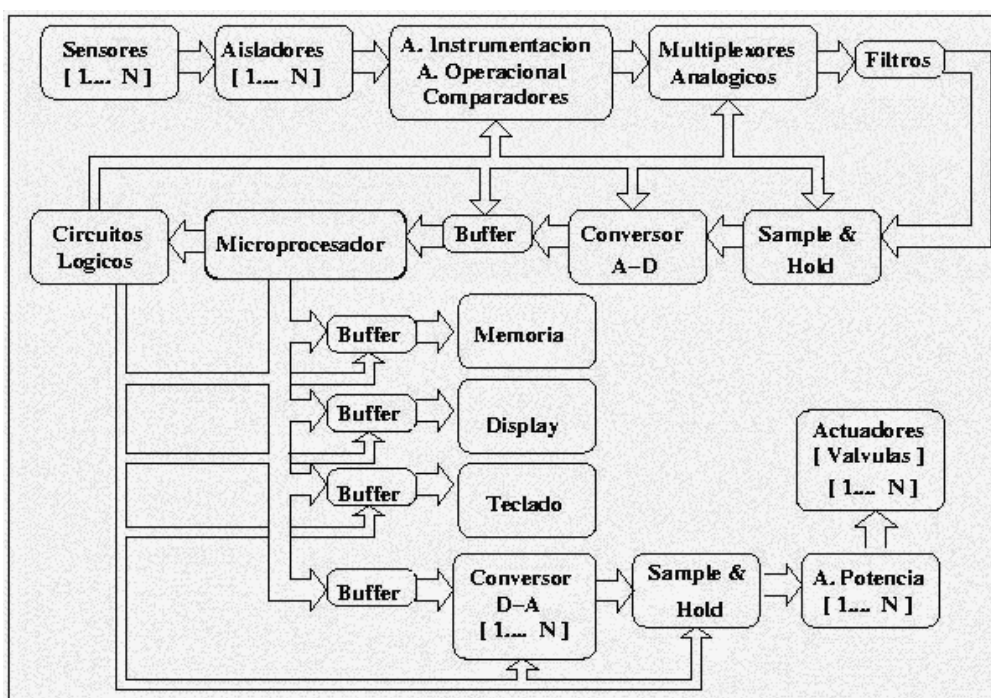 Sensores
[ 1.... N ]
Aisladores
[ 1.... N ]
A. Instrumentacion
A. Operacional
Comparadores
Multiplexores
Analogicos
Filtros
Circuitos
Logicos
Microprocesador
Buffer
Conversor
A-D
Sample &
Hold
Buffer
Memoria
Buffer
Display
Buffer
Teclado
Buffer
Conversor
D-A
[ 1.... N ]
Sample &
Hold
A. Potencia
[ 1.... N ]
Actuadores
[ Valvulas ]
[ 1.... N ]